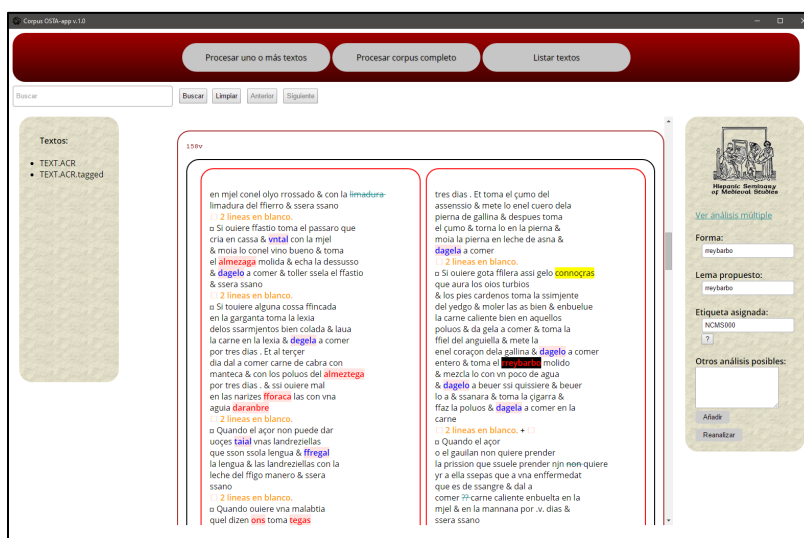 Corpus OSTA-app v.1.0
Procesar uno o más textos
Procesar corpus completo
Listar textos
Buscar
Buscar
Limpiar
Anterior
Siguiente
Textos:
TEXT.ACR
TEXT.ACR.tagged
150v
en mjel conel olyo rrossado & con la limadura
limadura del ffierro & ssera ssano
2 lineas en blanco.
¤ Si ouiere ffastio toma el passaro que
cria en cassa & vntal con la mjel
& moia lo conel vino bueno & toma
el almezaga molida & echa la dessusso
& dagelo a comer & toller ssela el ffastio
& ssera ssano
2 lineas en blanco.
¤ Si touiere alguna cossa ffincada
en la garganta toma la lexia
delos ssarmjentos bien colada & laua
la carne en la lexia & degela a comer
por tres dias . Et al terçer
dia dal a comer carne de cabra con
manteca & con los poluos del almeztega
por tres dias . & ssi ouiere mal
en las narizes fforaca las con vna
aguia daranbre
2 lineas en blanco.
¤ Quando el açor non puede dar
uoçes taial vnas landreziellas
que sson ssola lengua & ffregal
la lengua & las landreziellas con la
leche del ffigo manero & ssera
ssano
2 lineas en blanco.
¤ Quando ouiere vna malabtia
quel dizen ons toma tegas
tres dias . Et toma el çumo del
assenssio & mete lo enel cuero dela
pierna de gallina & despues toma
el çumo & torna lo en la pierna &
moia la pierna en leche de asna &
dagela a comer
2 lineas en blanco.
¤ Si ouiere gota ffilera assi gelo connoçras
que aura los oios turbios
& los pies cardenos toma la ssimjente
del yedgo & moler las as bien & enbuelue
la carne caliente bien en aquellos
poluos & da gela a comer & toma la
ffiel del anguiella & mete la
enel coraçon dela gallina & dagelo a comer
entero & toma el rreybarbo molido
& mezcla lo con vn poco de agua
& dagelo a beuer ssi quissiere & beuer
lo a & ssanara & toma la çigarra &
ffaz la poluos & dagela a comer en la
carne
2 lineas en blanco. +
¤ Quando el açor
o el gauilan non quiere prender
la prission que ssuele prender njn non quiere
yr a ella ssepas que a vna enffermedat
que es de ssangre & dal a
comer ?? carne caliente enbuelta en la
mjel & en la mannana por .v. dias &
ssera ssano
Hispanic Seminary
of Medieval Studies
Ver análisis múltiple
Forma:
rreybarbo
Lema propuesto:
rreybarbo
Etiqueta asignada:
NCMS000
?
Otros análisis posibles:
Añadir
Reanalizar